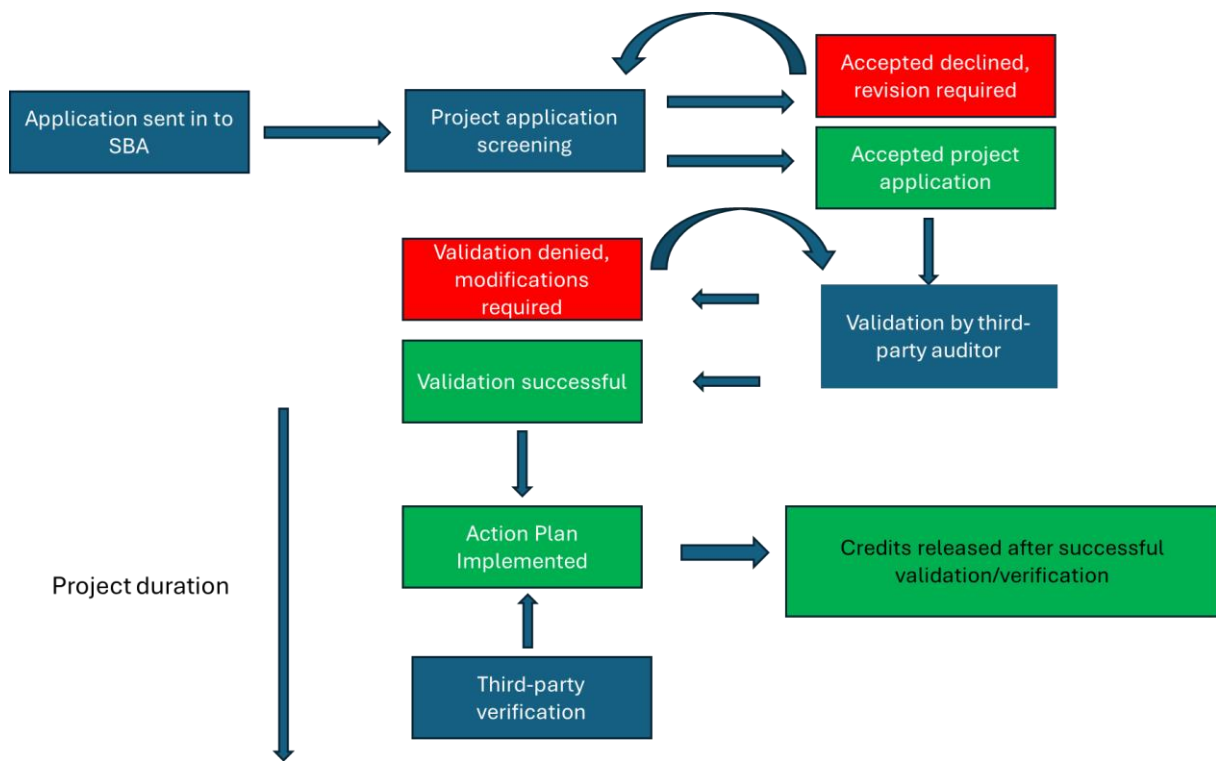 Application sent in to
SBA
Project application
screening
Accepted declined,
revision required
Accepted project
application
Validation denied,
modifications
required
Validation by third-
party auditor
Validation successful
Action Plan
Implemented
Credits released after successful
validation/verification
Project duration
Third-party
verification